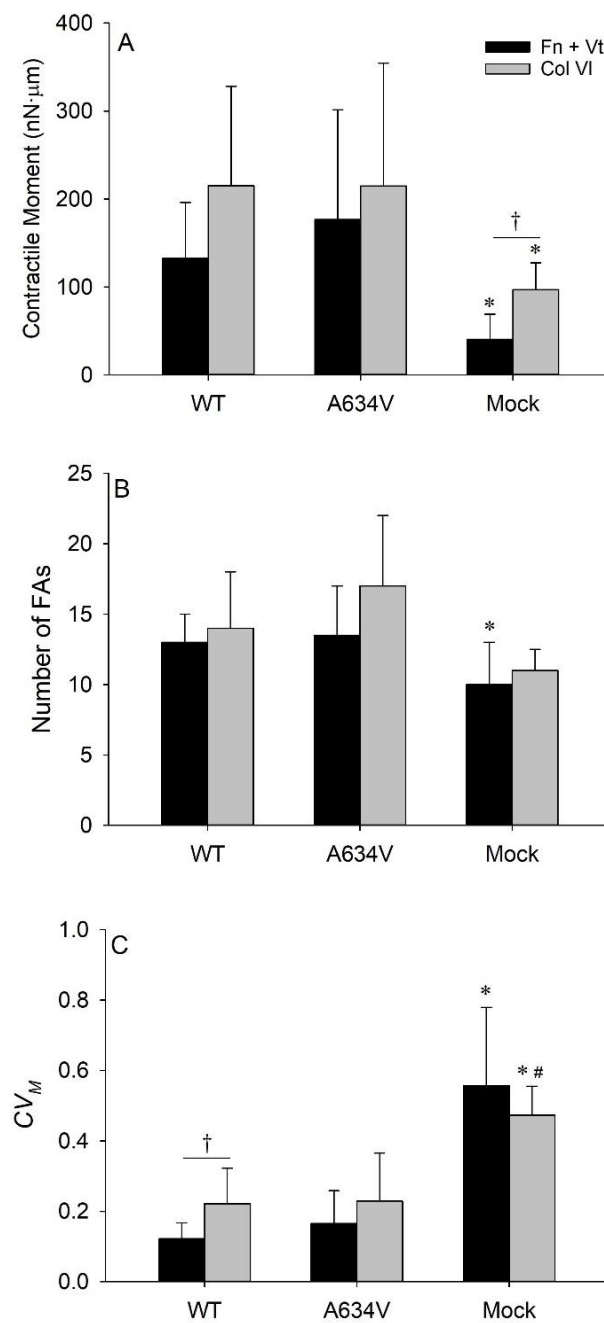 A
Contractile Moment (nN·μm)
400
300
200
100
0
Fn + Vt
Col VI
†
*
*
WT A634V Mock
B
Number of FAs
25
20
15
10
5
0
*
WT A634V Mock
C
CV_M
1.0
0.8
0.6
0.4
0.2
0.0
†
*
* #
WT A634V Mock